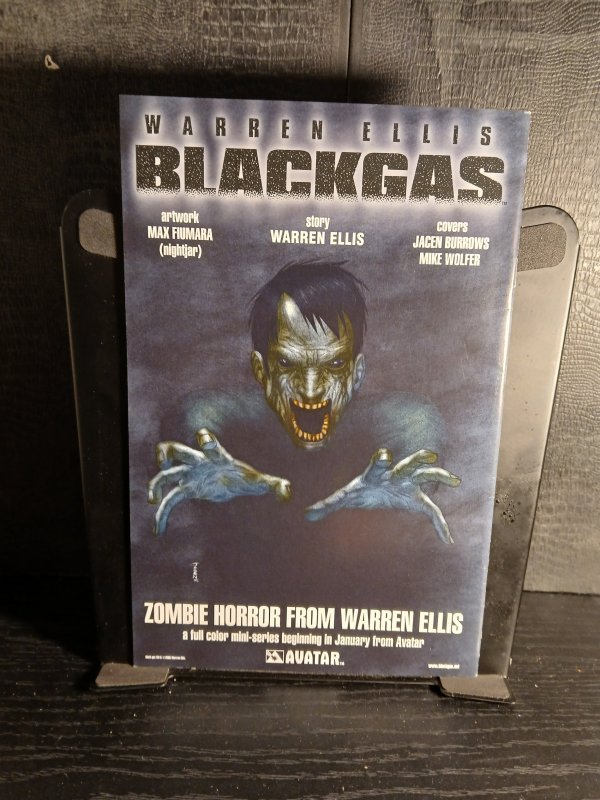 WARREN ELLIS
BLACKGAS
artwork
MAX FIUMARA
(nightjar)
story
WARREN ELLIS
covers
JACEN BURROWS
MIKE WOLFER
ZOMBIE HORROR FROM WARREN ELLIS
a full color mini-series beginning in January from Avatar
AVATAR